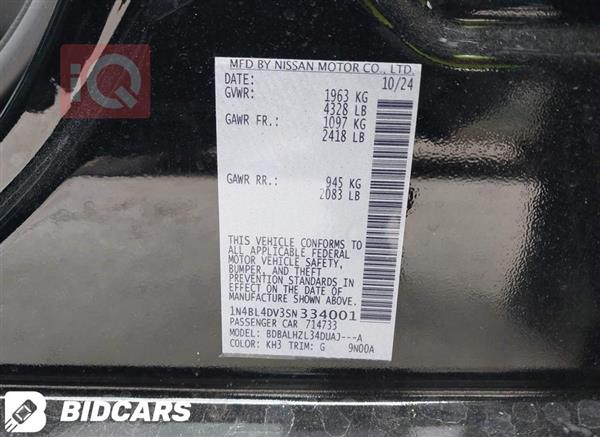 iQ
MFD BY NISSAN MOTOR CO., LTD.
DATE: 10/24
GVWR: 1963 KG
4328 LB
GAWR FR.: 1097 KG
2418 LB
GAWR RR.: 945 KG
2083 LB
THIS VEHICLE CONFORMS TO
ALL APPLICABLE FEDERAL
MOTOR VEHICLE SAFETY,
BUMPER, AND THEFT
PREVENTION STANDARDS
IN EFFECT ON THE DATE OF
MANUFACTURE SHOWN ABOVE.
1N4BL4DV3SN334001
PASSENGER CAR 714733
MODEL: BDBALHZL34DUAJ---A
COLOR: KH3 TRIM: G 9N00A
B BIDCARS